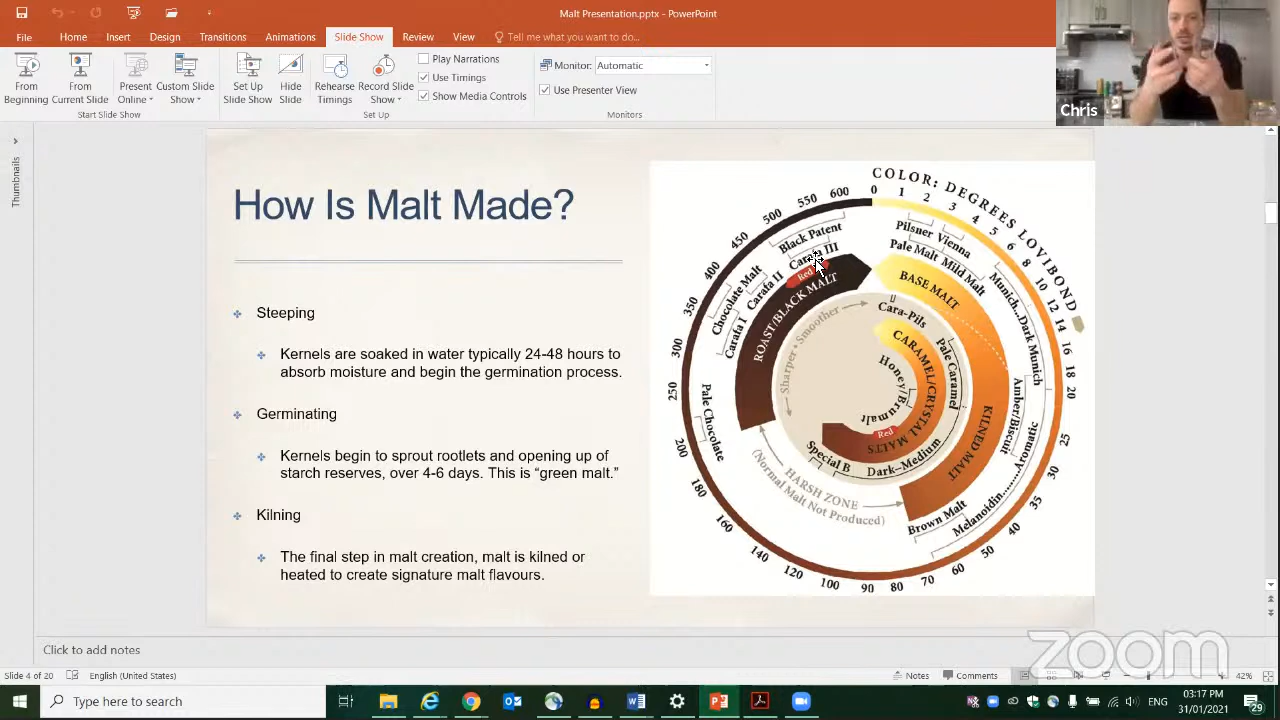 Malt Presentation.pptx - PowerPoint
File Home Insert Design Transitions Animations Slide Show Review View Tell me what you want to do...
From Beginning
From Current Slide
Present Online
Custom Slide Show
Start Slide Show
Set Up Slide Show
Hide Slide
Rehearse Timings
Record Slide Show
Play Narrations
Use Timings
Show Media Controls
Set Up
Monitor: Automatic
Use Presenter View
Monitors
Chris
Thumbnails
How Is Malt Made?
Steeping
Kernels are soaked in water typically 24-48 hours to
absorb moisture and begin the germination process.
Germinating
Kernels begin to sprout rootlets and opening up of
starch reserves, over 4-6 days. This is “green malt.”
Kilning
The final step in malt creation, malt is kilned or
heated to create signature malt flavours.
COLOR: DEGREES LOVIBOND
0 1 2 3 4 5 6 8 10 12 14 16 18 20 25 30 35 40 50 60 70 80 90 100 120 140 160 180 200 250 300 350 400 450 500 550 600
Pilsner Vienna
Pale Malt Mild Malt
Munich...Dark Munich
Amber/Biscuit
Aromatic
Melanoidin
Brown Malt
BASE MALT
KILNED MALT
Cara-Pils
Pale Caramel
CARAMEL/CRYSTAL MALTS
Honey/Brumalt
Red
Dark–Medium
Special B
HARSH ZONE
(Normal Malt Not Produced)
Pale Chocolate
Carafa I
Chocolate Malt
Carafa II
Carafa III
Black Patent
Red
ROAST/BLACK MALT
Sharper • Smoother
Click to add notes
zoom
Slide 4 of 20 English (United States) Notes Comments 42%
Type here to search
ENG
03:17 PM
31/01/2021
29